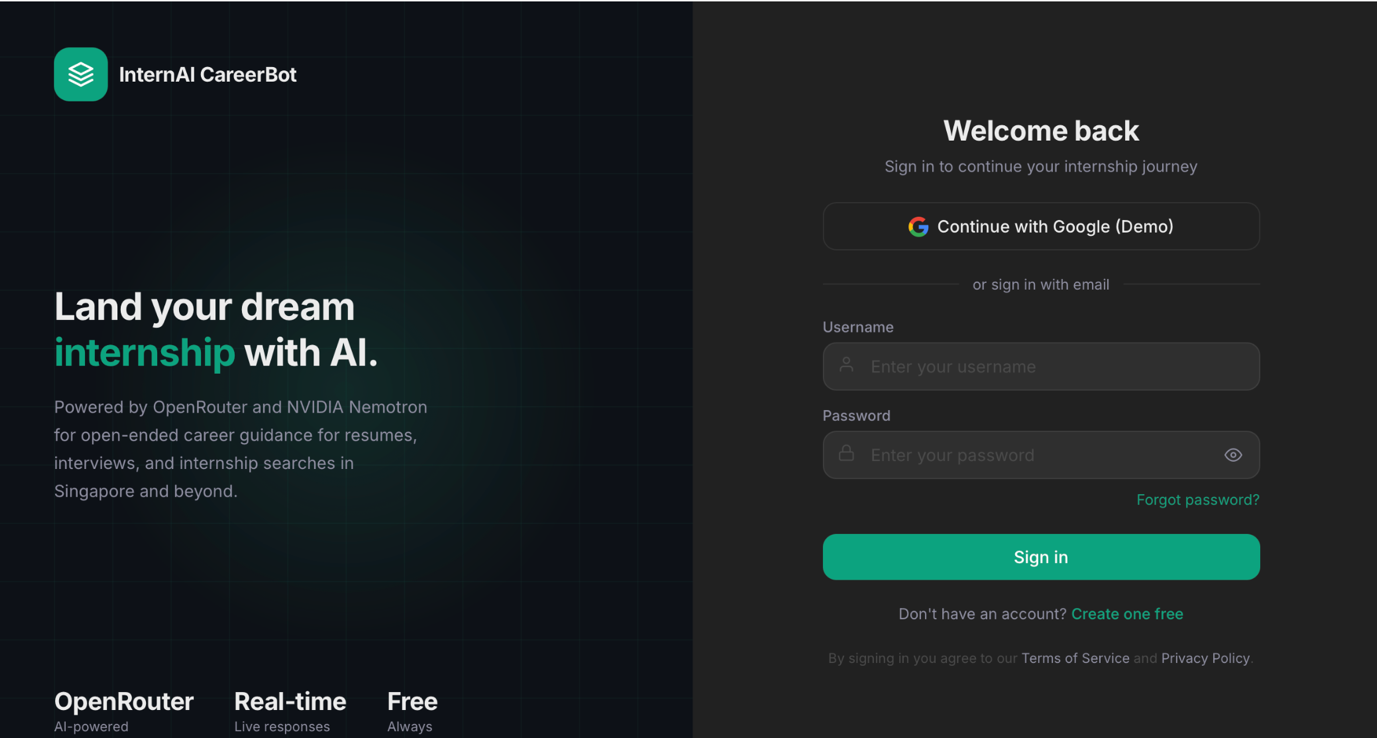 InternAI CareerBot
Land your dream
internship with AI.
Powered by OpenRouter and NVIDIA Nemotron
for open-ended career guidance for resumes,
interviews, and internship searches in
Singapore and beyond.
OpenRouter
AI-powered
Real-time
Live responses
Free
Always
Welcome back
Sign in to continue your internship journey
Continue with Google (Demo)
or sign in with email
Username
Enter your username
Password
Enter your password
Forgot password?
Sign in
Don't have an account? Create one free
By signing in you agree to our Terms of Service and Privacy Policy.